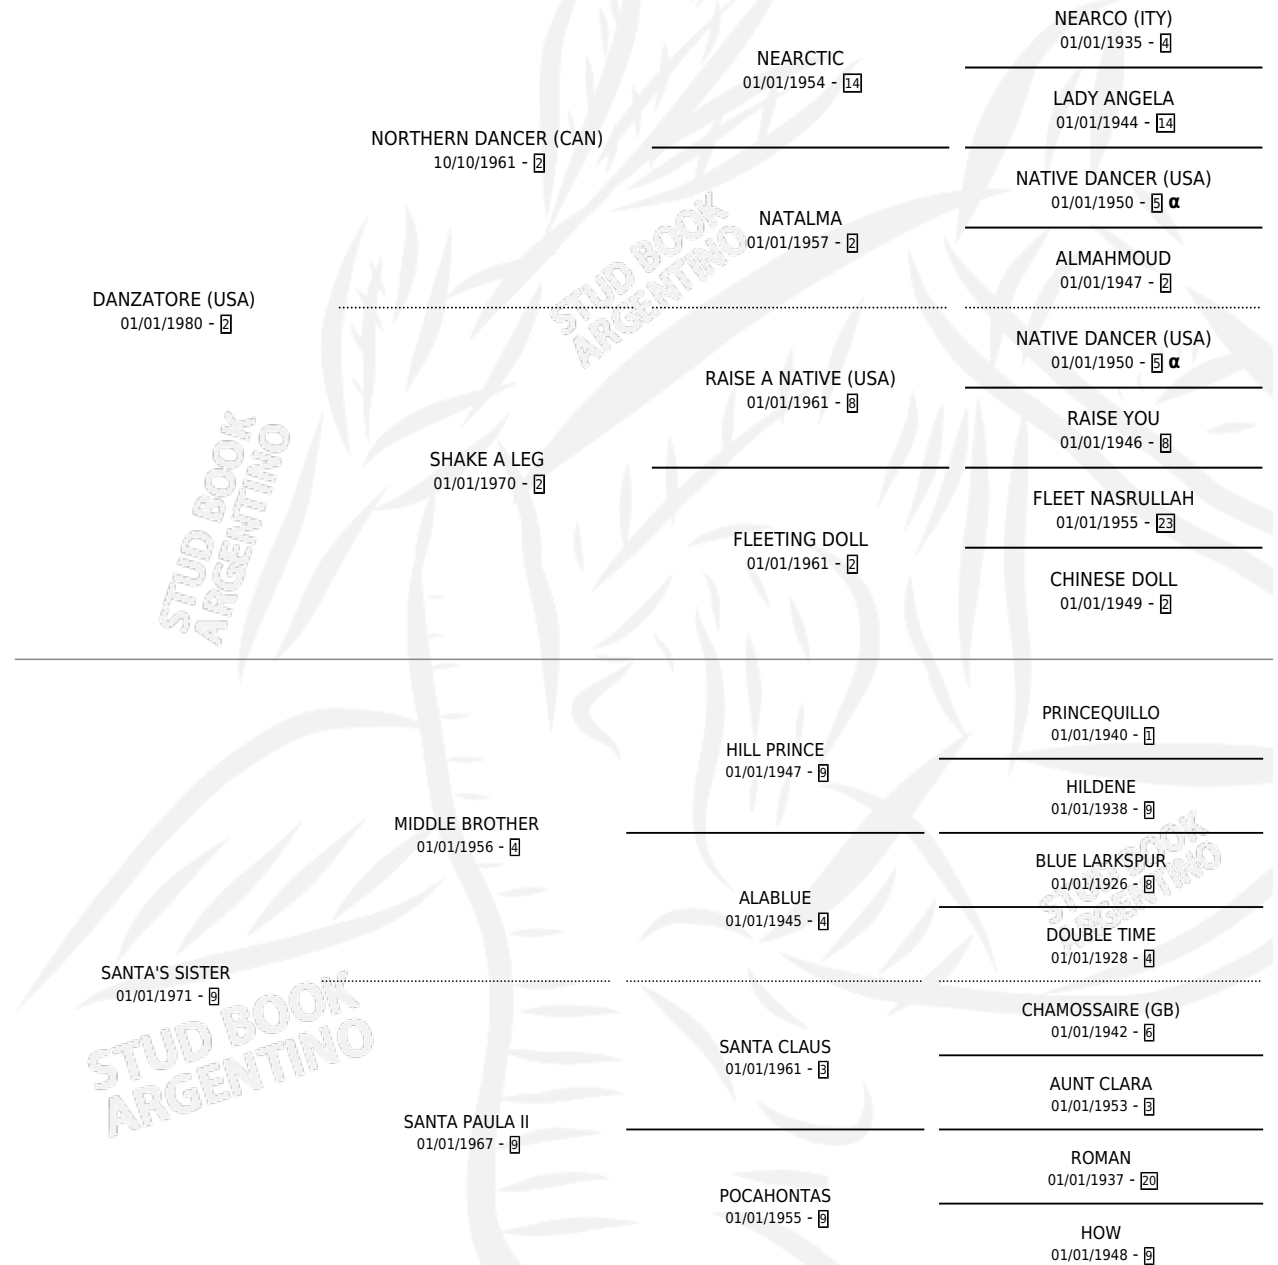 NEARCO (ITY)
01/01/1935 - 4
NEARCTIC
01/01/1954 - 14
LADY ANGELA
01/01/1944 - 14
NORTHERN DANCER (CAN)
10/10/1961 - 2
NATIVE DANCER (USA)
01/01/1950 - 5 α
NATALMA
01/01/1957 - 2
ALMAHMOUD
01/01/1947 - 2
STUD BOOK
ARGENTINO
DANZATORE (USA)
01/01/1980 - 2
NATIVE DANCER (USA)
01/01/1950 - 5 α
RAISE A NATIVE (USA)
01/01/1961 - 8
RAISE YOU
01/01/1946 - 8
SHAKE A LEG
01/01/1970 - 2
FLEET NASRULLAH
01/01/1955 - 23
FLEETING DOLL
01/01/1961 - 2
CHINESE DOLL
01/01/1949 - 2
STUD BOOK
ARGENTINO
PRINCEQUILLO
01/01/1940 - 1
HILL PRINCE
01/01/1947 - 9
HILDENE
01/01/1938 - 9
MIDDLE BROTHER
01/01/1956 - 4
BLUE LARKSPUR
01/01/1926 - 8
ALABLUE
01/01/1945 - 4
DOUBLE TIME
01/01/1928 - 4
STUD BOOK
ARGENTINO
SANTA'S SISTER
01/01/1971 - 9
CHAMOSSAIRE (GB)
01/01/1942 - 6
SANTA CLAUS
01/01/1961 - 3
AUNT CLARA
01/01/1953 - 3
STUD BOOK
ARGENTINO
SANTA PAULA II
01/01/1967 - 9
ROMAN
01/01/1937 - 20
POCAHONTAS
01/01/1955 - 9
HOW
01/01/1948 - 9